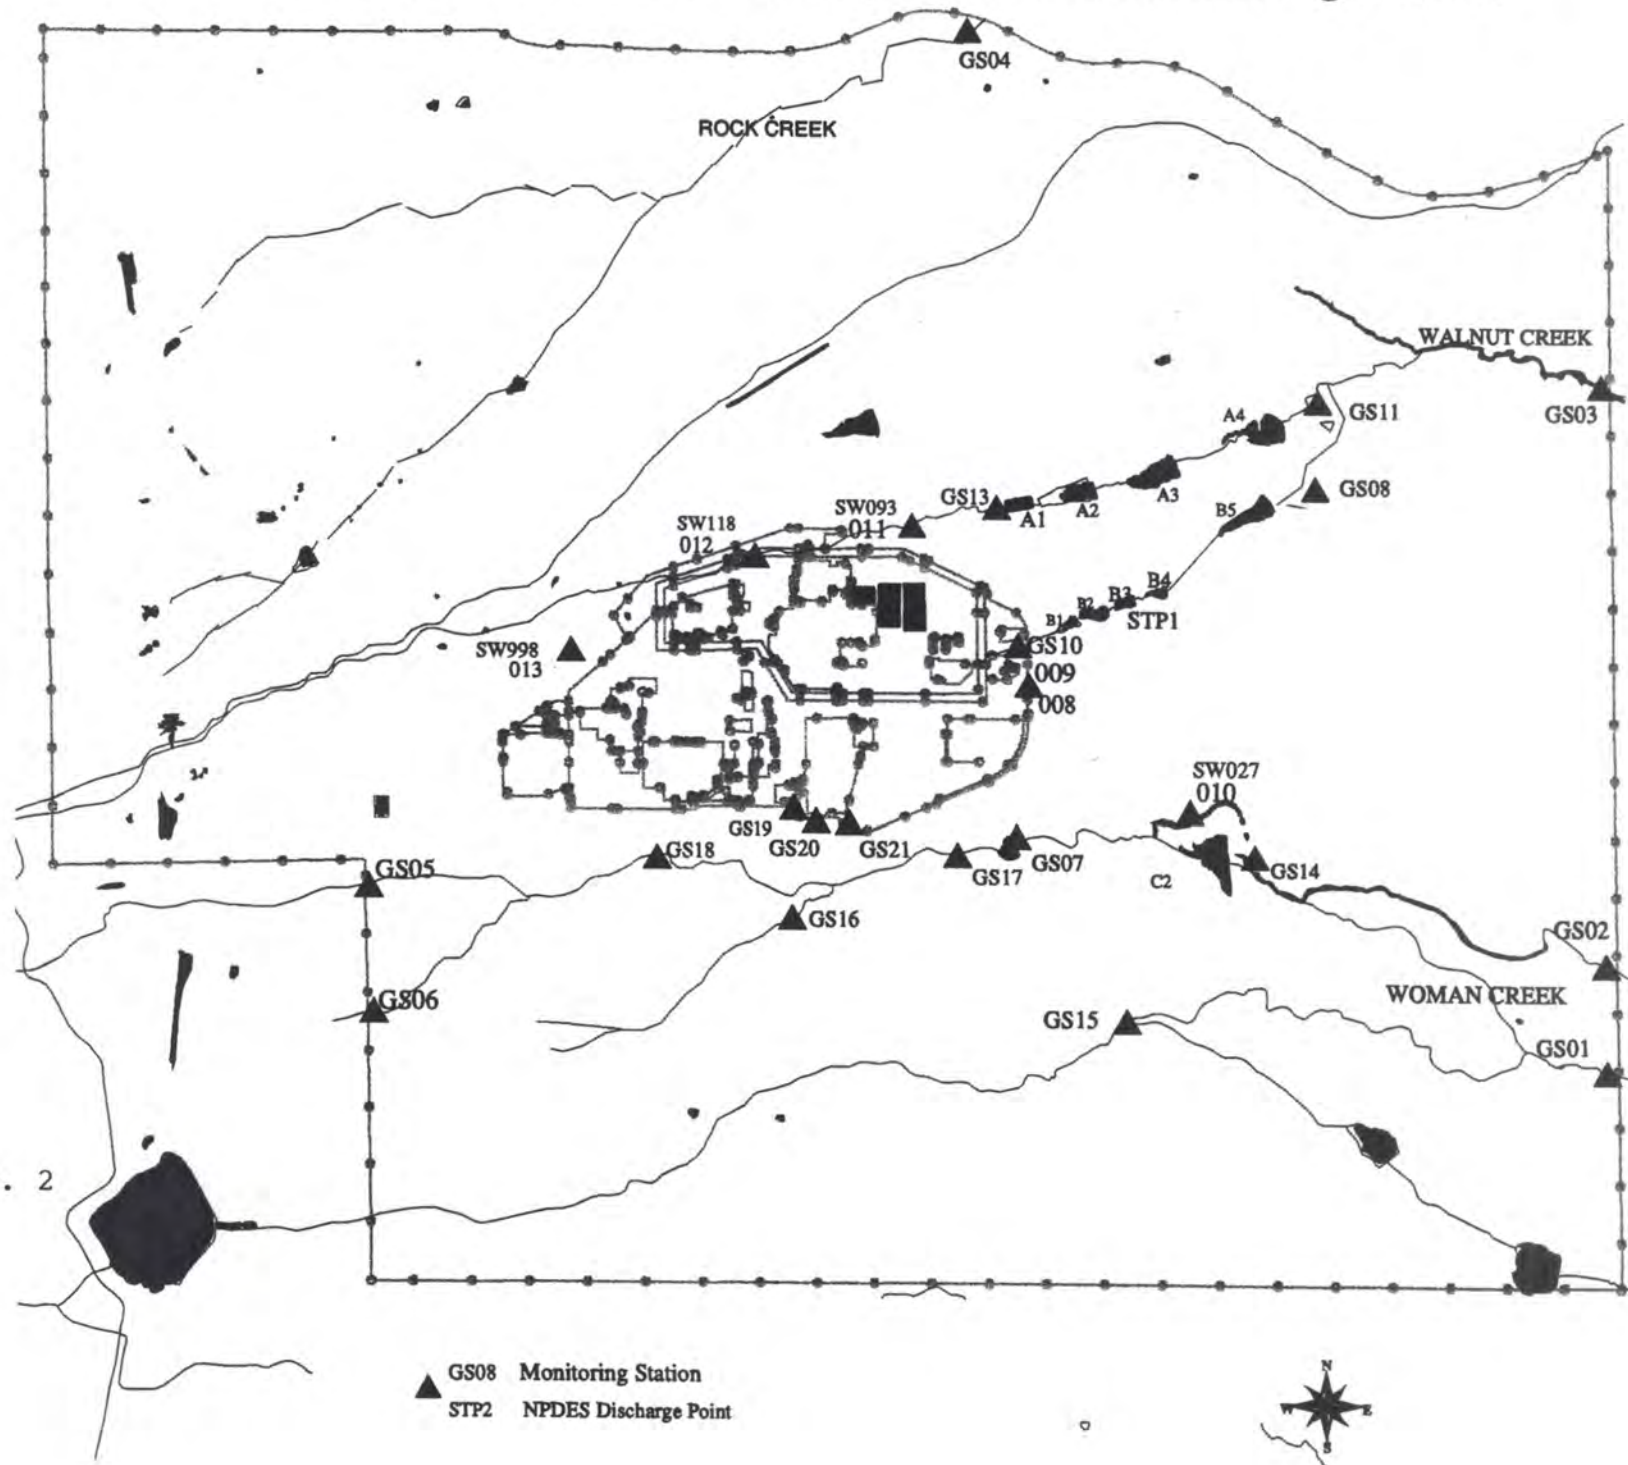 GS04
ROCK CREEK
WALNUT CREEK
GS03
GS11
A4
A3
A2
A1
GS13
SW093
011
SW118
012
GS08
B5
B4
B3
B2
B1
STP1
GS10
009
008
SW998
013
SW027
010
GS19
GS20
GS21
GS18
GS17
GS07
C2
GS14
GS05
GS16
GS06
GS02
WOMAN CREEK
GS15
GS01
. 2
GS08 Monitoring Station
STP2 NPDES Discharge Point
N
W E
S